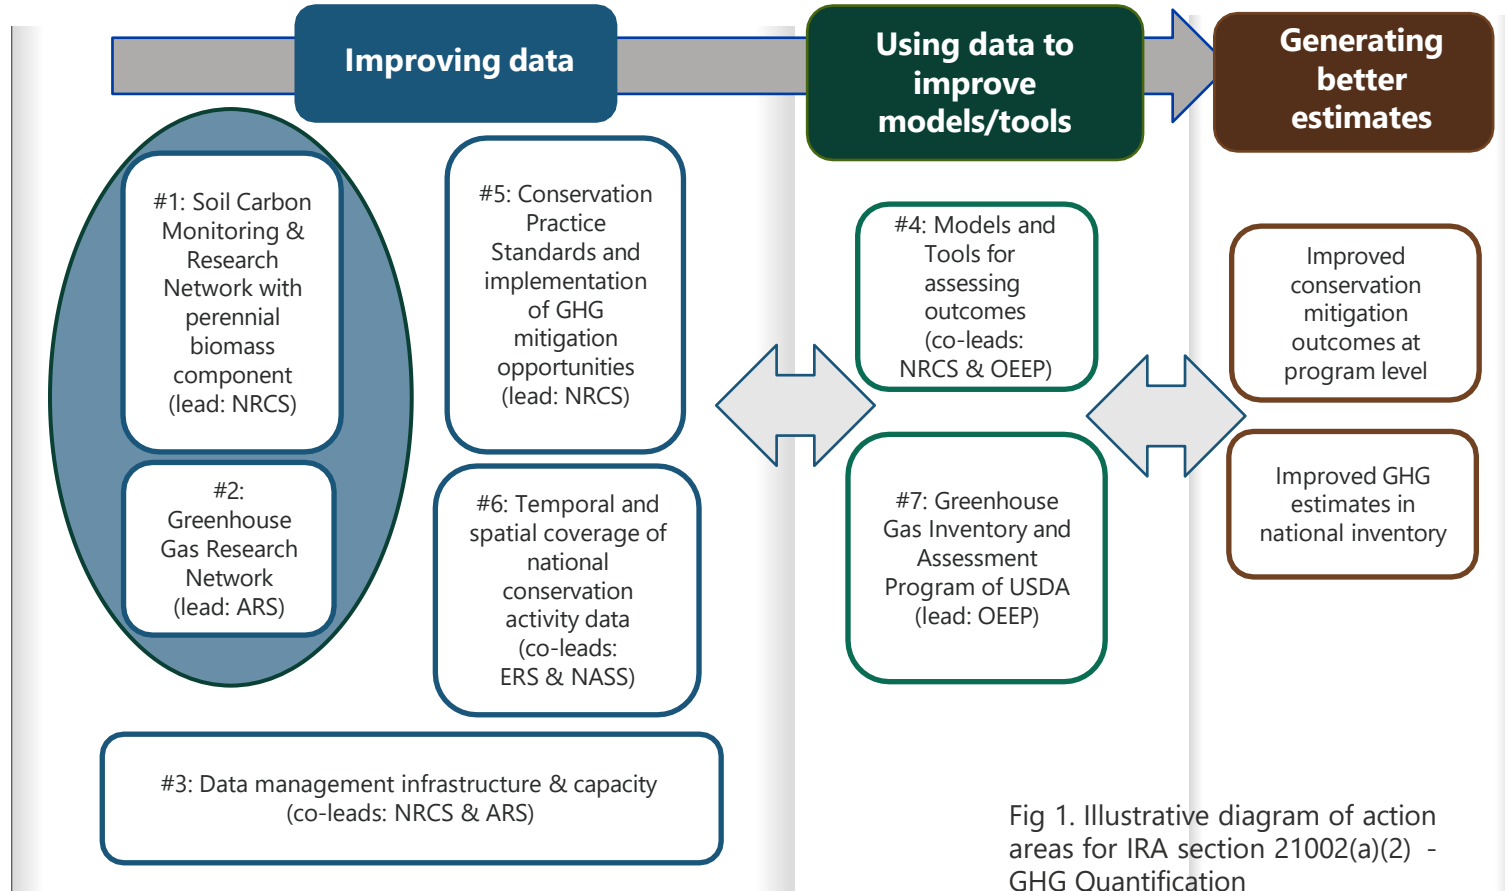 Improving data
Using data to
improve
models/tools
Generating
better
estimates
#1: Soil Carbon
Monitoring &
Research
Network with
perennial
biomass
component
(lead: NRCS)
#2:
Greenhouse
Gas Research
Network
(lead: ARS)
#5: Conservation
Practice
Standards and
implementation
of GHG
mitigation
opportunities
(lead: NRCS)
#6: Temporal and
spatial coverage of
national
conservation
activity data
(co-leads:
ERS & NASS)
#3: Data management infrastructure & capacity
(co-leads: NRCS & ARS)
#4: Models and
Tools for
assessing
outcomes
(co-leads:
NRCS & OEEP)
#7: Greenhouse
Gas Inventory and
Assessment
Program of USDA
(lead: OEEP)
Improved
conservation
mitigation
outcomes at
program level
Improved GHG
estimates in
national inventory
Fig 1. Illustrative diagram of action
areas for IRA section 21002(a)(2) -
GHG Quantification